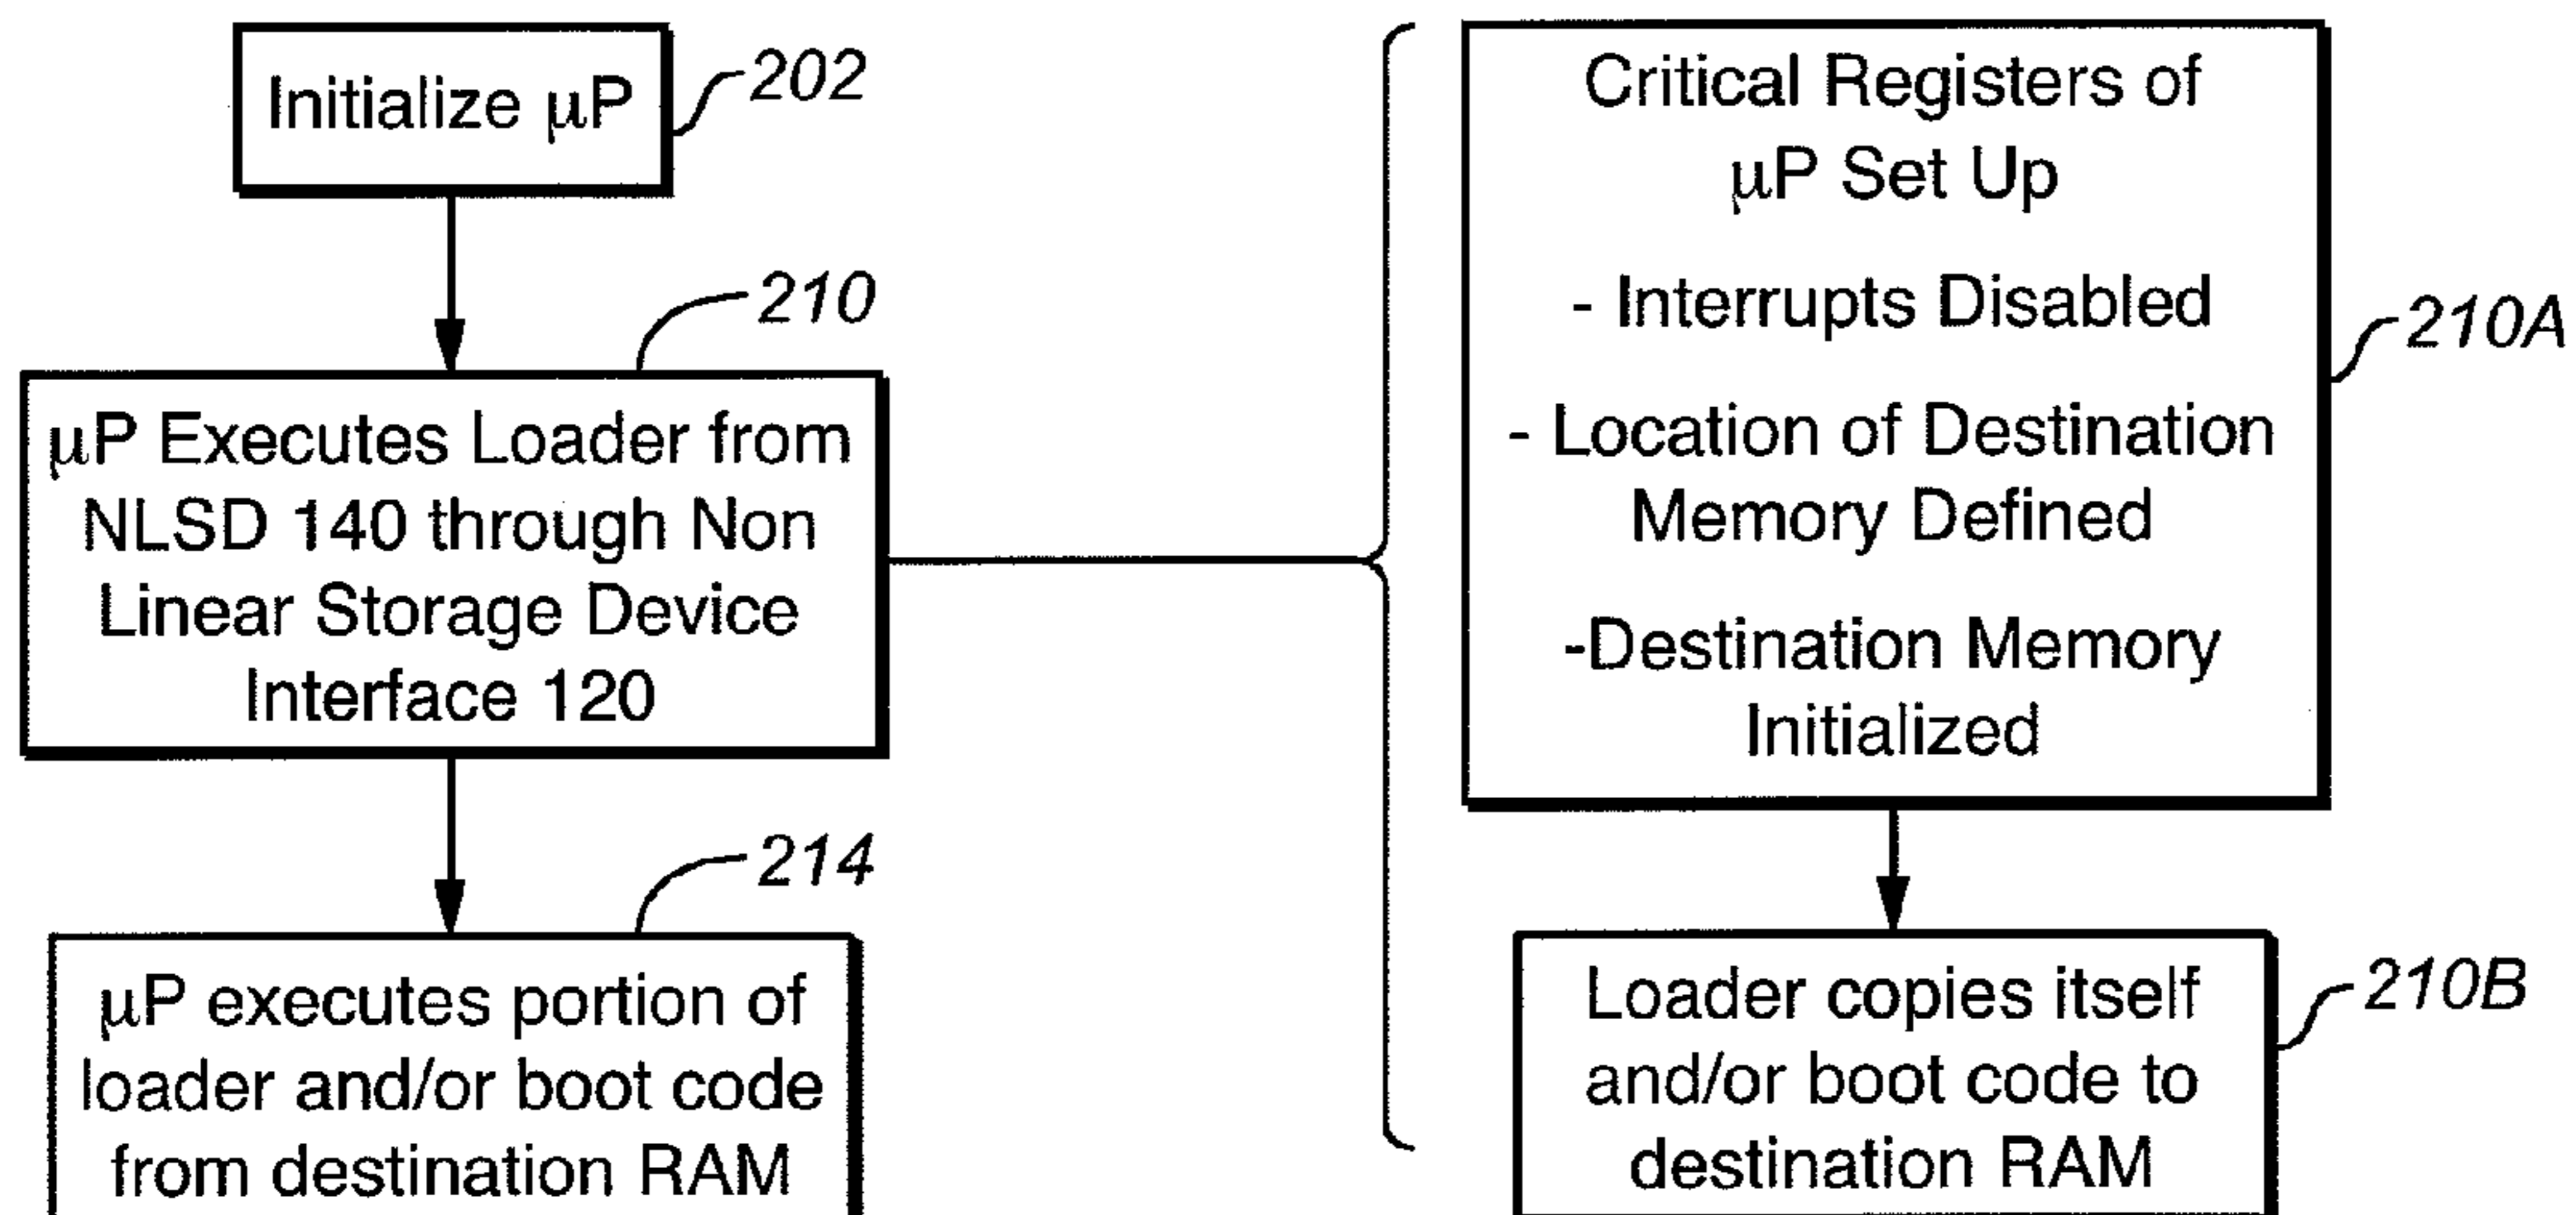 Initialize µP
202
210
µP Executes Loader from
NLSD 140 through Non
Linear Storage Device
Interface 120
214
µP executes portion of
loader and/or boot code
from destination RAM
Critical Registers of
µP Set Up
- Interrupts Disabled
- Location of Destination
Memory Defined
-Destination Memory
Initialized
210A
Loader copies itself
and/or boot code to
destination RAM
210B